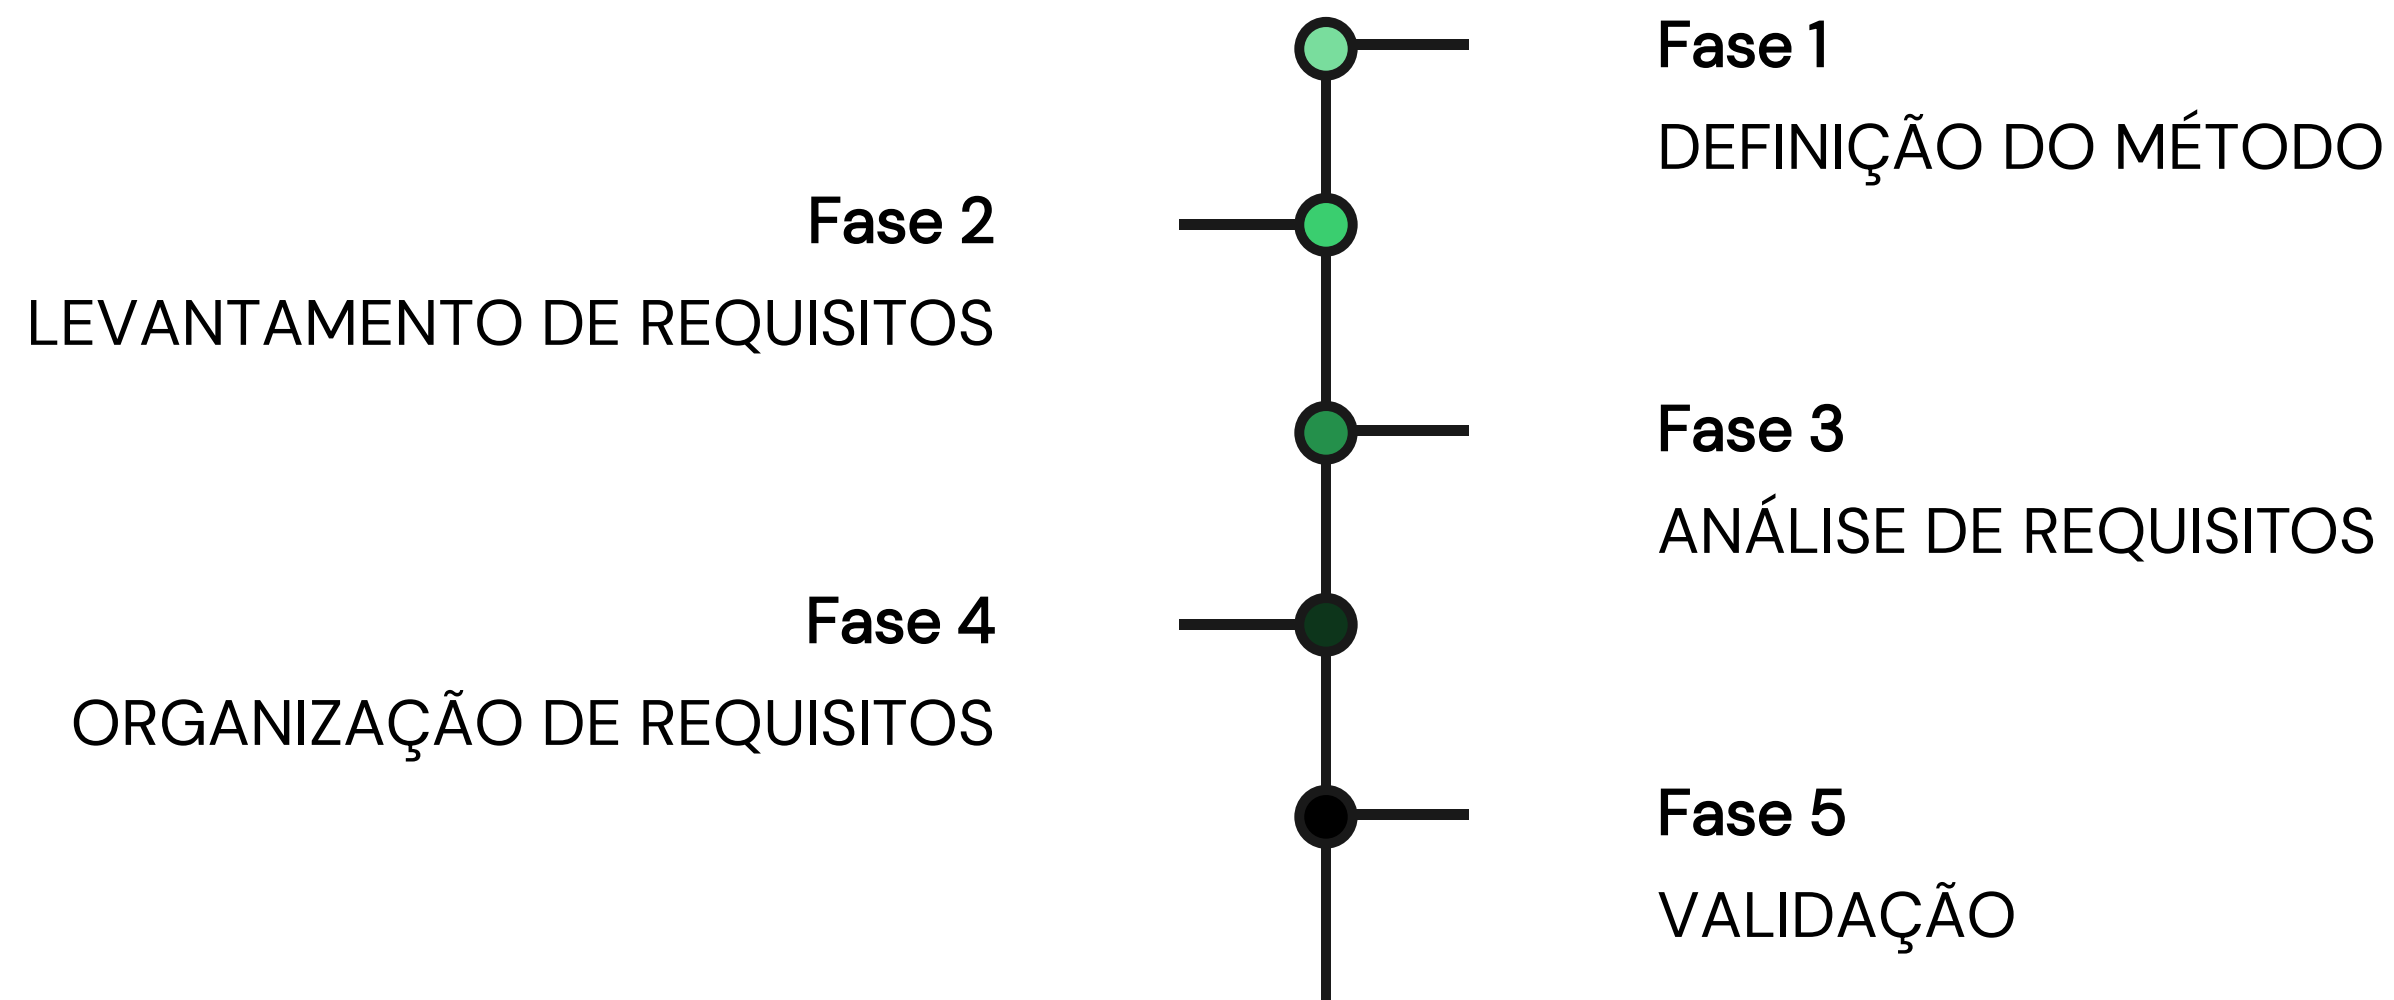 Fase 1
DEFINIÇÃO DO MÉTODO
Fase 2
LEVANTAMENTO DE REQUISITOS
Fase 3
ANÁLISE DE REQUISITOS
Fase 4
ORGANIZAÇÃO DE REQUISITOS
Fase 5
VALIDAÇÃO